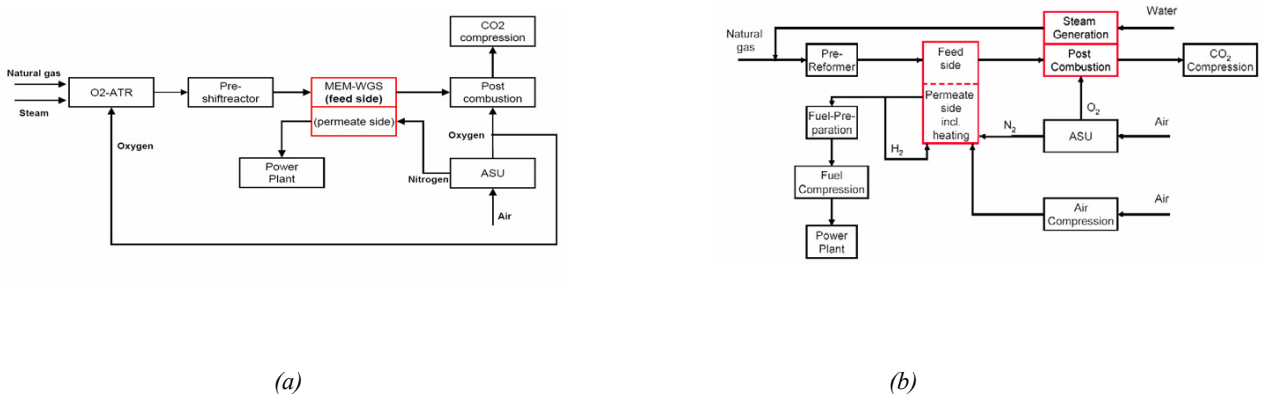 CO2
compression
Natural gas
O2-ATR
Steam
Pre-
shiftreactor
MEM-WGS
(feed side)
(permeate side)
Post
combustion
Oxygen
Oxygen
Power
Plant
Nitrogen
ASU
Air
(a)
Water
Steam
Generation
Natural
gas
Pre-
Reformer
Feed
side
Post
Combustion
CO₂
Compression
Permeate
side
incl.
heating
Fuel-Pre-
paration
H₂
N₂
O₂
ASU
Air
Fuel
Compression
Air
Compression
Air
Power
Plant
(b)